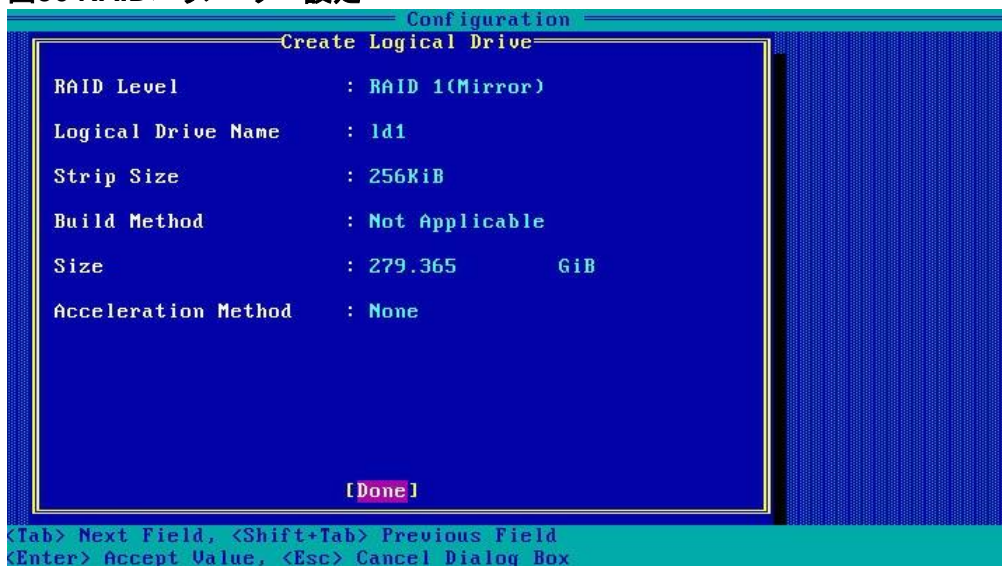 Configuration
Create Logical Drive
RAID Level : RAID 1(Mirror)
Logical Drive Name : ld1
Strip Size : 256KiB
Build Method : Not Applicable
Size : 279.365 GiB
Acceleration Method : None
[Done]
<Tab> Next Field, <Shift+Tab> Previous Field
<Enter> Accept Value, <Esc> Cancel Dialog Box